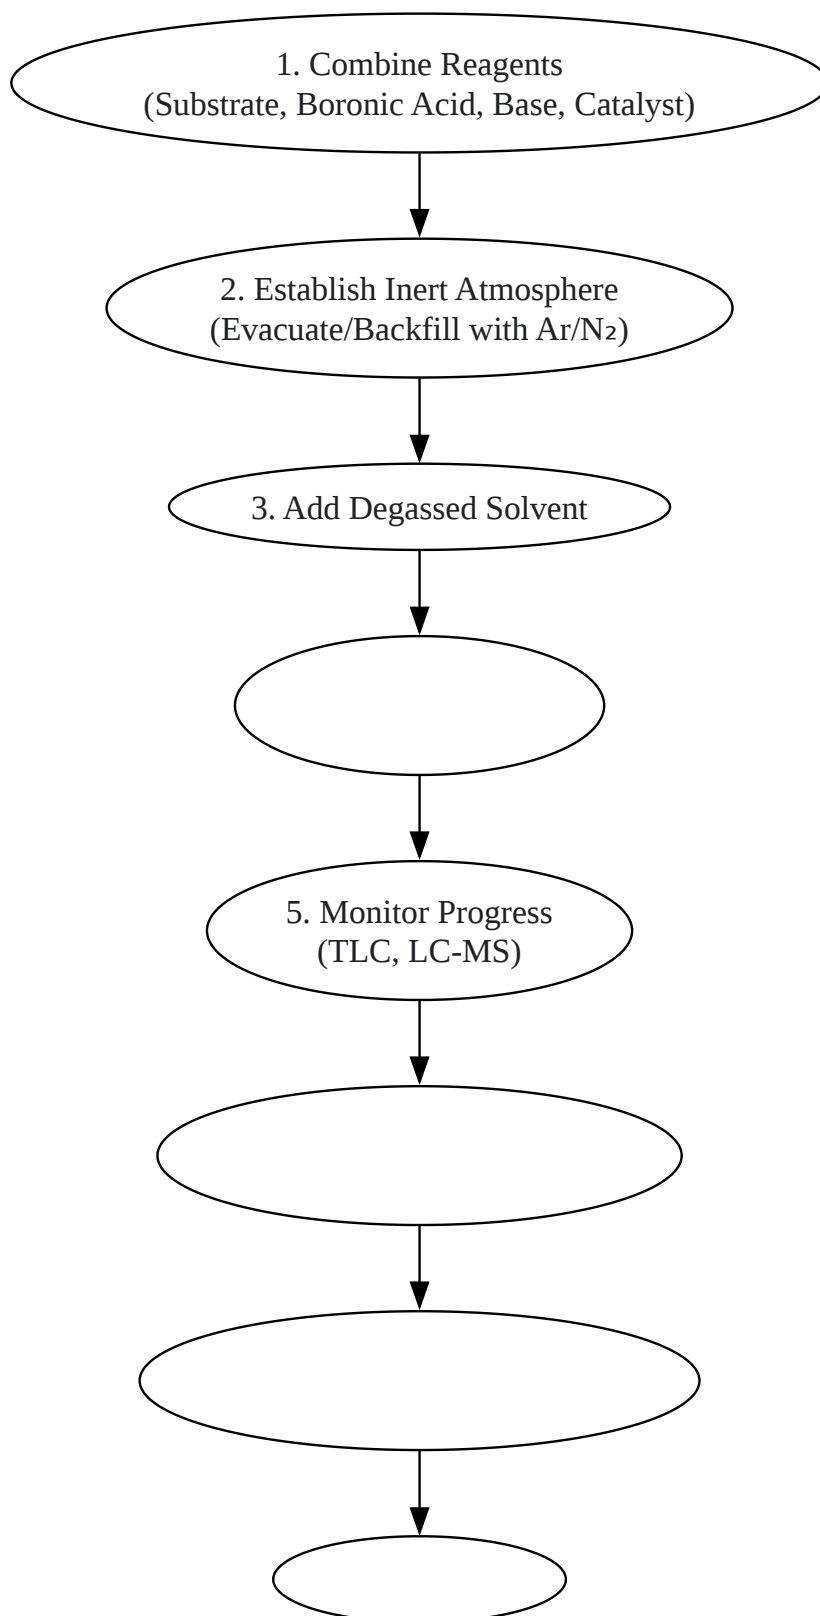 1. Combine Reagents
(Substrate, Boronic Acid, Base, Catalyst)
2. Establish Inert Atmosphere
(Evacuate/Backfill with Ar/N₂)
3. Add Degassed Solvent
5. Monitor Progress
(TLC, LC-MS)